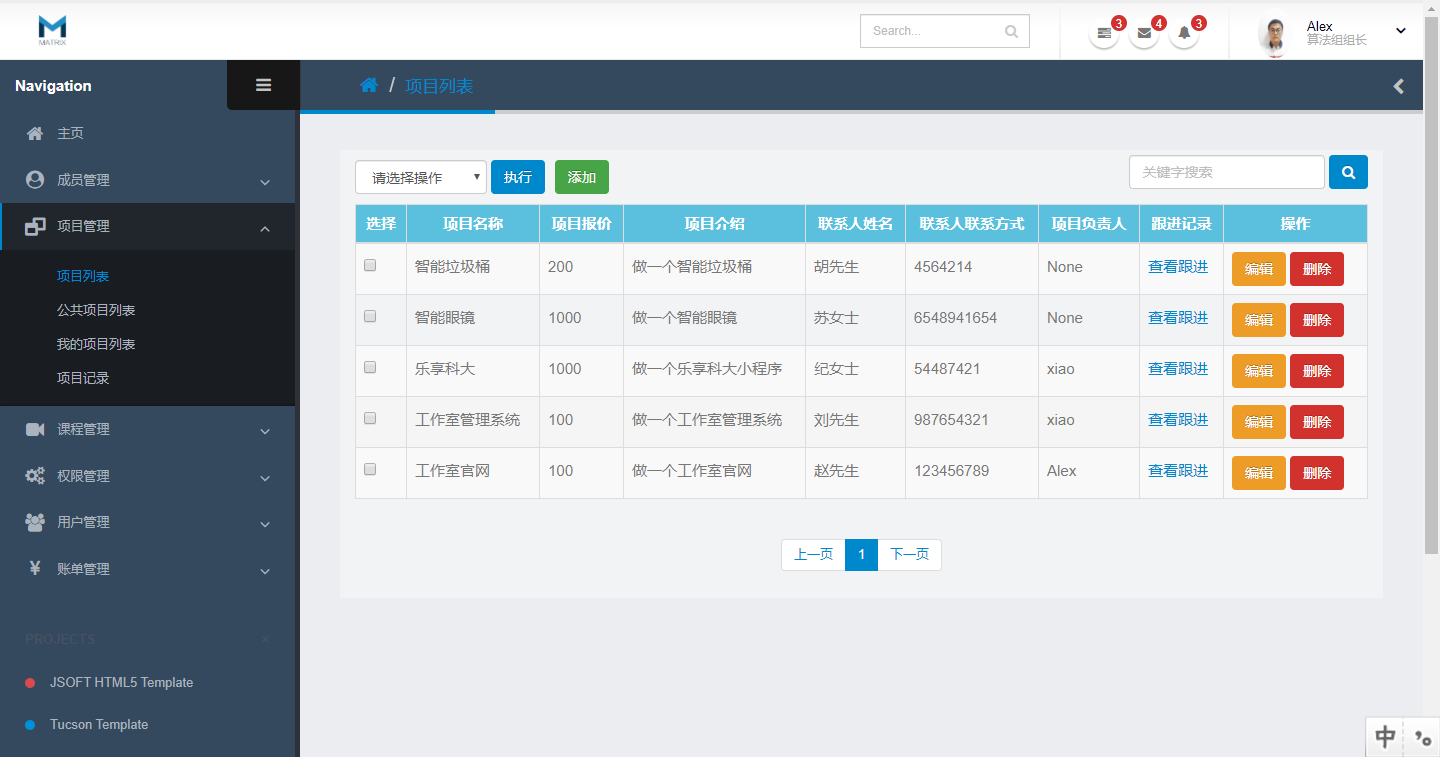 MATRIX
Search...
3
4
3
Alex
算法组组长
Navigation
/ 项目列表
主页
成员管理
项目管理
项目列表
公共项目列表
我的项目列表
项目记录
课程管理
权限管理
用户管理
¥ 账单管理
PROJECTS ×
JSOFT HTML5 Template
Tucson Template
请选择操作 执行 添加 关键字搜索
选择 项目名称 项目报价 项目介绍 联系人姓名 联系人联系方式 项目负责人 跟进记录 操作
智能垃圾桶 200 做一个智能垃圾桶 胡先生 4564214 None 查看跟进 编辑 删除
智能眼镜 1000 做一个智能眼镜 苏女士 6548941654 None 查看跟进 编辑 删除
乐享科大 1000 做一个乐享科大小程序 纪女士 54487421 xiao 查看跟进 编辑 删除
工作室管理系统 100 做一个工作室管理系统 刘先生 987654321 xiao 查看跟进 编辑 删除
工作室官网 100 做一个工作室官网 赵先生 123456789 Alex 查看跟进 编辑 删除
上一页 1 下一页
中 °,